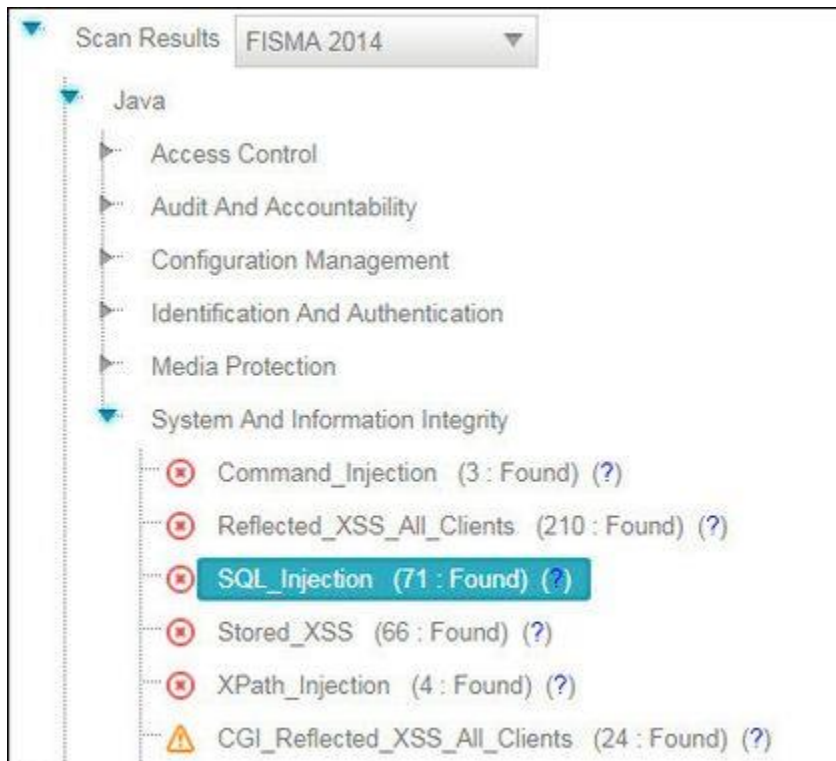 Scan Results FISMA 2014
Java
Access Control
Audit And Accountability
Configuration Management
Identification And Authentication
Media Protection
System And Information Integrity
Command_Injection (3 : Found) (?)
Reflected_XSS_All_Clients (210 : Found) (?)
SQL_Injection (71 : Found) (?)
Stored_XSS (66 : Found) (?)
XPath_Injection (4 : Found) (?)
CGI_Reflected_XSS_All_Clients (24 : Found) (?)